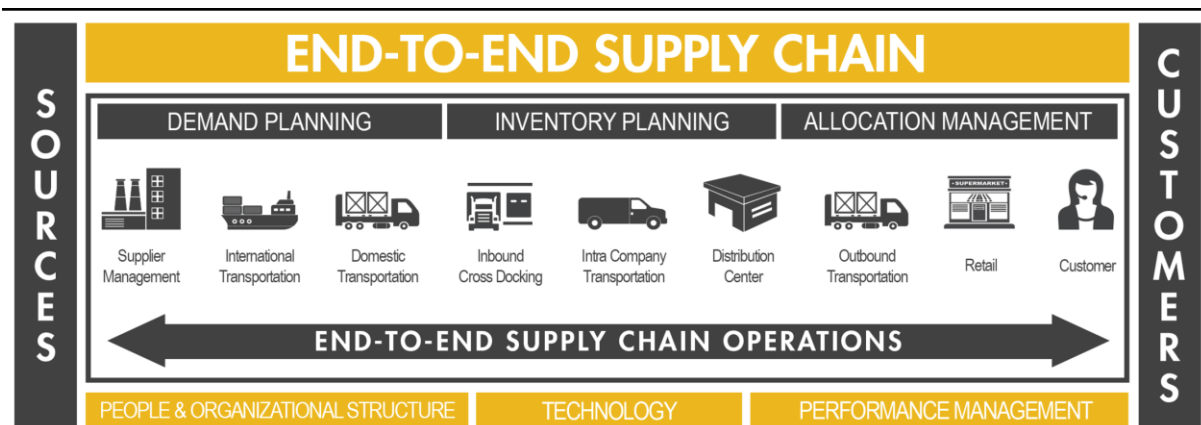 END-TO-END SUPPLY CHAIN
SOURCES
DEMAND PLANNING
INVENTORY PLANNING
ALLOCATION MANAGEMENT
Supplier
Management
International
Transportation
Domestic
Transportation
Inbound
Cross Docking
Intra Company
Transportation
Distribution
Center
Outbound
Transportation
-SUPERMARKET-
Retail
Customer
END-TO-END SUPPLY CHAIN OPERATIONS
PEOPLE & ORGANIZATIONAL STRUCTURE
TECHNOLOGY
PERFORMANCE MANAGEMENT
CUSTOMERS